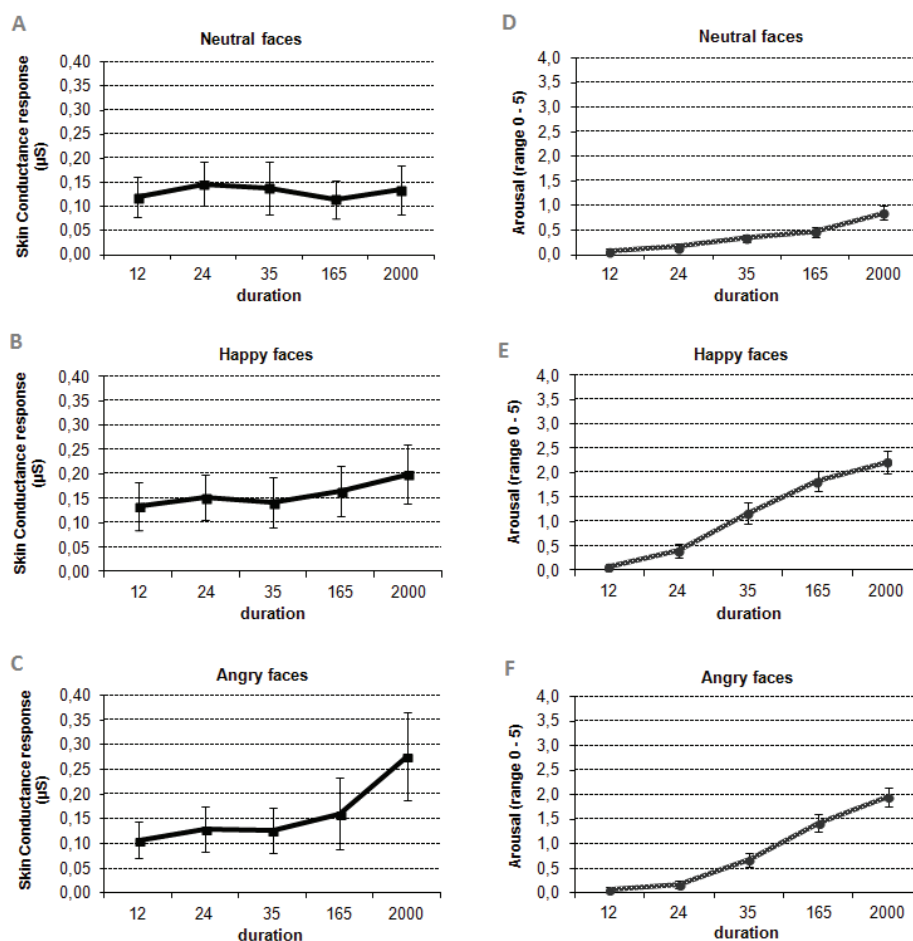 A
Neutral faces
Skin Conductance response
(µS)
0,40
0,35
0,30
0,25
0,20
0,15
0,10
0,05
0,00
12 24 35 165 2000
duration
D
Neutral faces
Arousal (range 0 - 5)
4,0
3,5
3,0
2,5
2,0
1,5
1,0
0,5
0,0
12 24 35 165 2000
duration
B
Happy faces
Skin Conductance response
(µS)
0,40
0,35
0,30
0,25
0,20
0,15
0,10
0,05
0,00
12 24 35 165 2000
duration
E
Happy faces
Arousal (range 0 - 5)
4,0
3,5
3,0
2,5
2,0
1,5
1,0
0,5
0,0
12 24 35 165 2000
duration
C
Angry faces
Skin Conductance response
(µS)
0,40
0,35
0,30
0,25
0,20
0,15
0,10
0,05
0,00
12 24 35 165 2000
duration
F
Angry faces
Arousal (range 0 - 5)
4,0
3,5
3,0
2,5
2,0
1,5
1,0
0,5
0,0
12 24 35 165 2000
duration